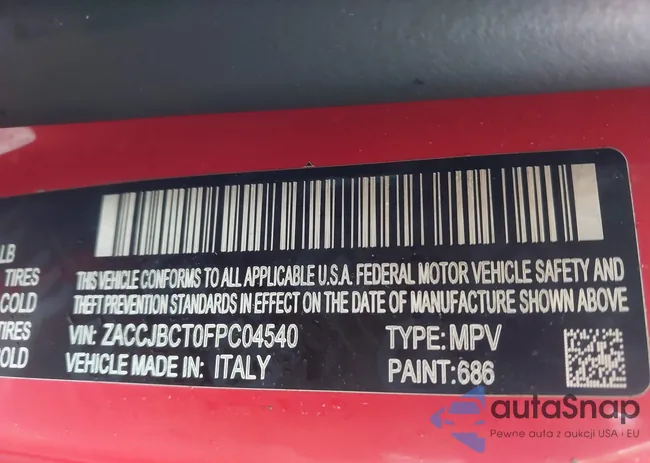 LB
TIRES
COLD
TIRES
COLD
THIS VEHICLE CONFORMS TO ALL APPLICABLE U.S.A. FEDERAL MOTOR VEHICLE SAFETY AND
THEFT PREVENTION STANDARDS IN EFFECT ON THE DATE OF MANUFACTURE SHOWN ABOVE
VIN: ZACCJBCT0FPC04540 TYPE: MPV
VEHICLE MADE IN: ITALY PAINT: 686
autaSnap
Pewne auta z aukcji USA i EU